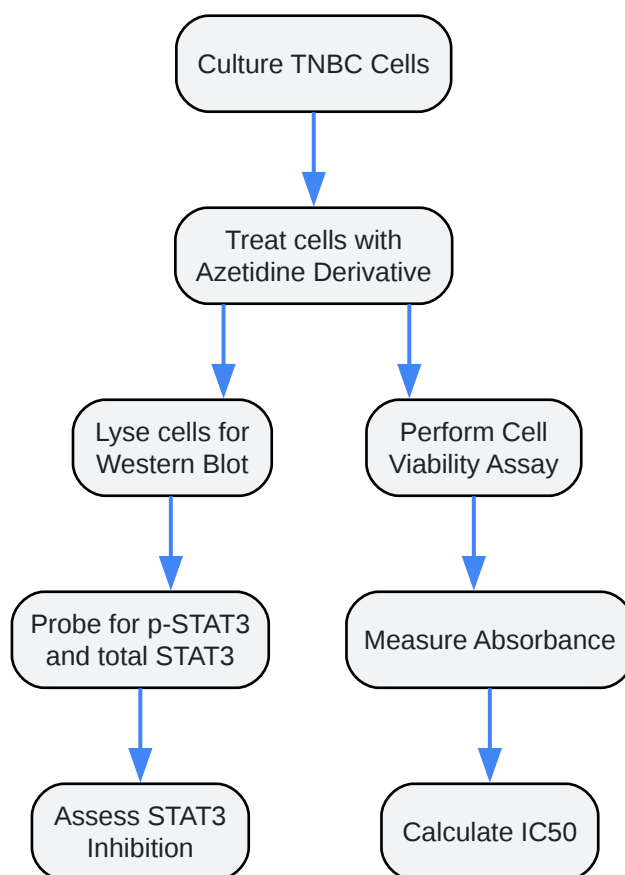 Culture TNBC Cells
Treat cells with
Azetidine Derivative
Lyse cells for
Western Blot
Perform Cell
Viability Assay
Probe for p-STAT3
and total STAT3
Measure Absorbance
Assess STAT3
Inhibition
Calculate IC50